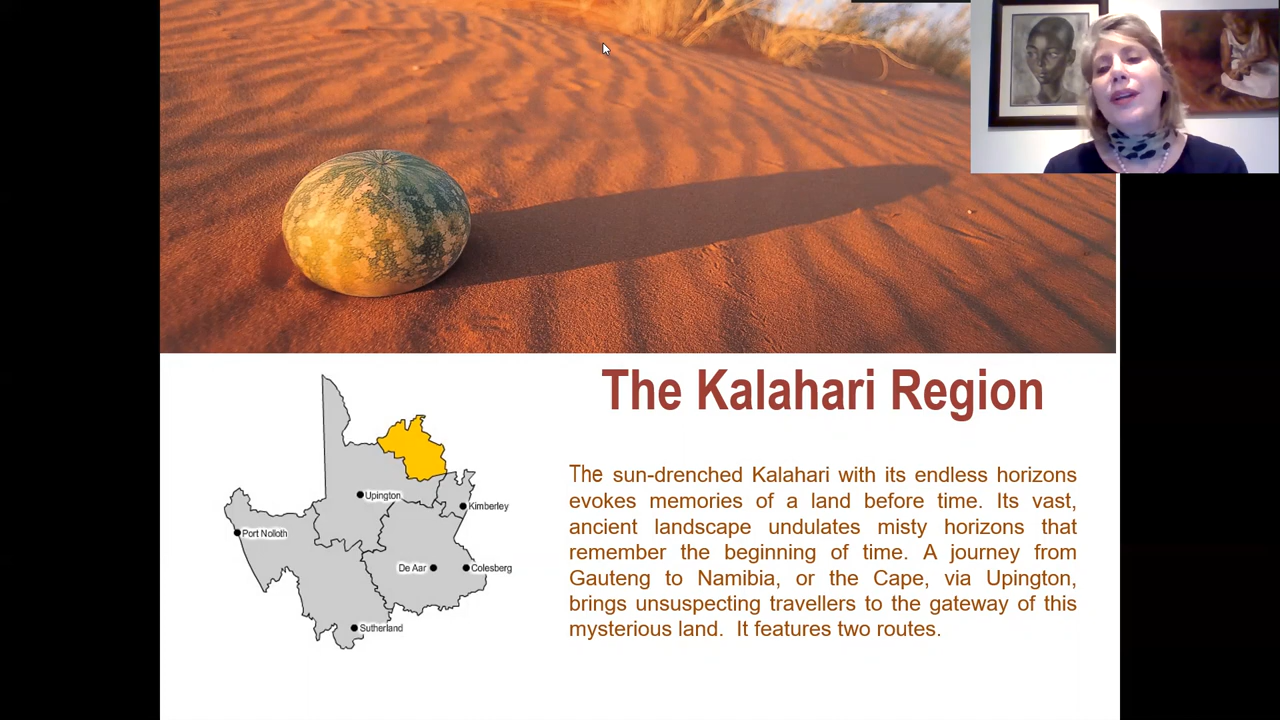 The Kalahari Region
The sun-drenched Kalahari with its endless horizons
evokes memories of a land before time. Its vast,
ancient landscape undulates misty horizons that
remember the beginning of time. A journey from
Gauteng to Namibia, or the Cape, via Upington,
brings unsuspecting travellers to the gateway of this
mysterious land. It features two routes.
Upington
Kimberley
Port Nolloth
De Aar
Colesberg
Sutherland